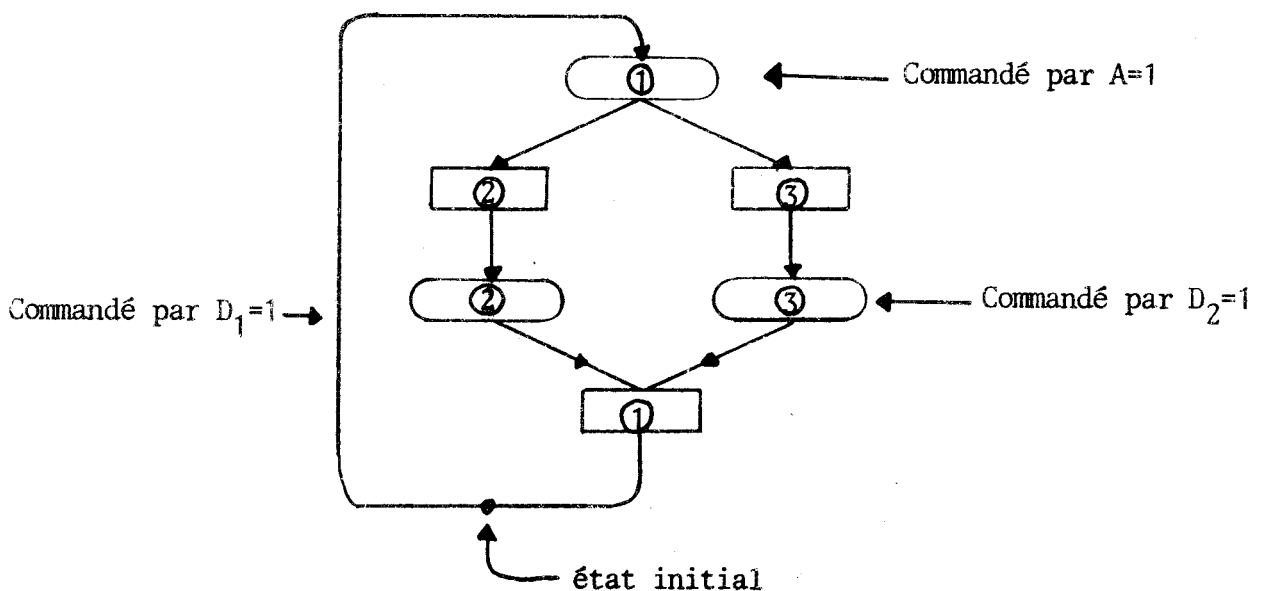 ① Commandé par A=1
② ③
Commandé par D₁=1 ② ③ Commandé par D₂=1
①
état initial